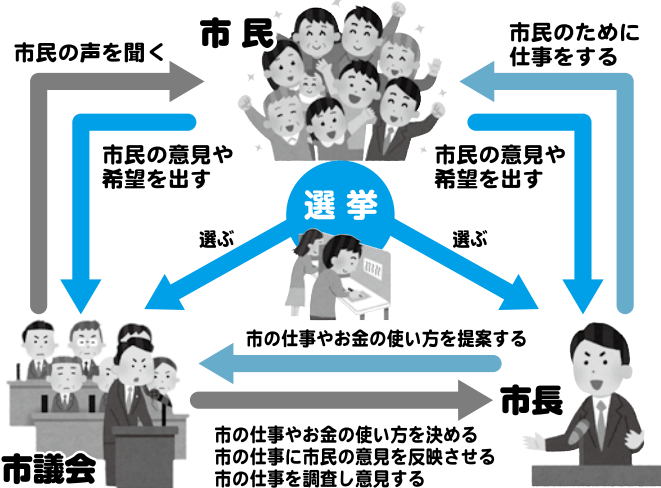 市民
市民の声を聞く
市民のために
仕事をする
市民の意見や
希望を出す
市民の意見や
希望を出す
選挙
選ぶ
選ぶ
市の仕事やお金の使い方を提案する
市長
市の仕事やお金の使い方を決める
市の仕事に市民の意見を反映させる
市の仕事を調査し意見する
市議会